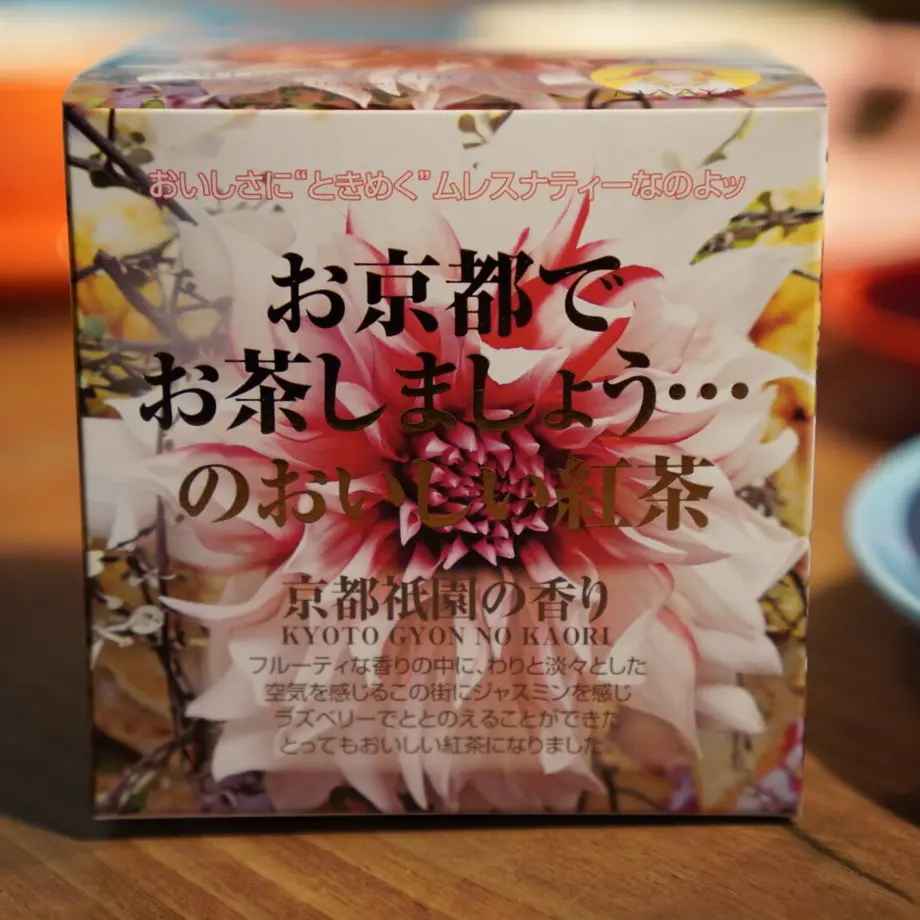 おいしさに“ときめく”ムレスナティーなのよッ
お京都で
お茶しましょう…
のおいしい紅茶
京都祇園の香り
KYOTO GYON NO KAORI
フルーティな香りの中に、わりと淡々とした
空気を感じるこの街にジャスミンを感じ
ラズベリーでととのえることができた
とってもおいしい紅茶になりました。